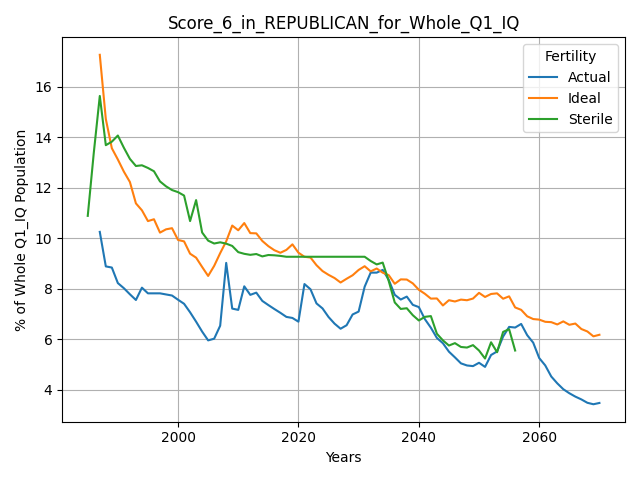 Score_6_in_REPUBLICAN_for_Whole_Q1_IQ
Fertility
Actual
Ideal
Sterile
% of Whole Q1_IQ Population
16
14
12
10
8
6
4
2000
2020
2040
2060
Years